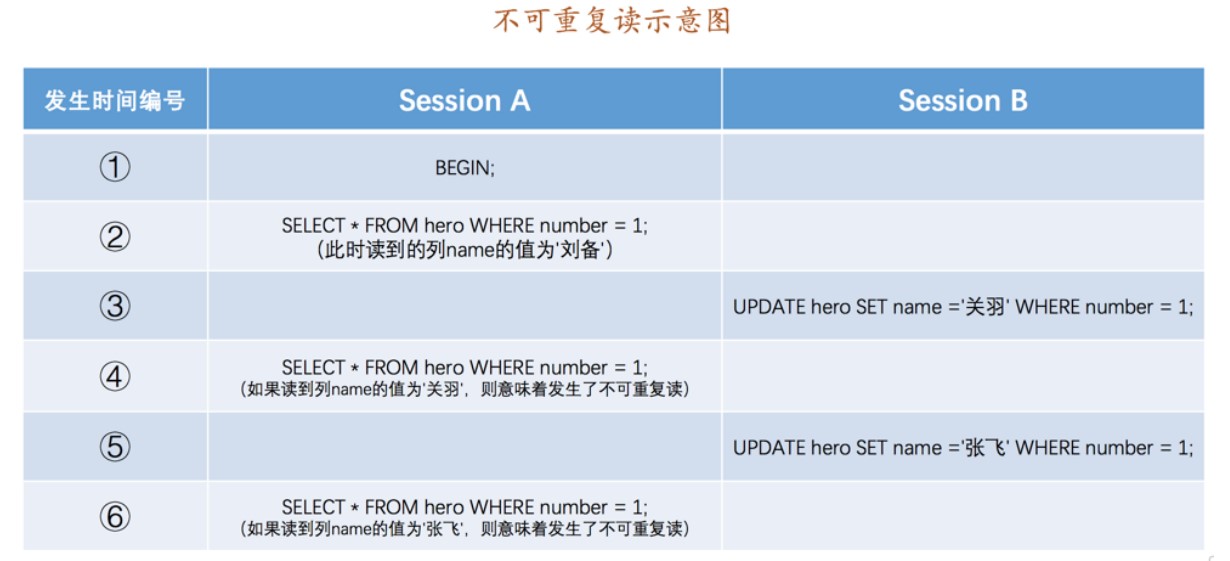 不可重复读示意图
发生时间编号 Session A Session B
① BEGIN;
② SELECT * FROM hero WHERE number = 1;
（此时读到的列name的值为'刘备'）
③ UPDATE hero SET name ='关羽' WHERE number = 1;
④ SELECT * FROM hero WHERE number = 1;
（如果读到列name的值为'关羽'，则意味着发生了不可重复读）
⑤ UPDATE hero SET name ='张飞' WHERE number = 1;
⑥ SELECT * FROM hero WHERE number = 1;
（如果读到列name的值为'张飞'，则意味着发生了不可重复读）